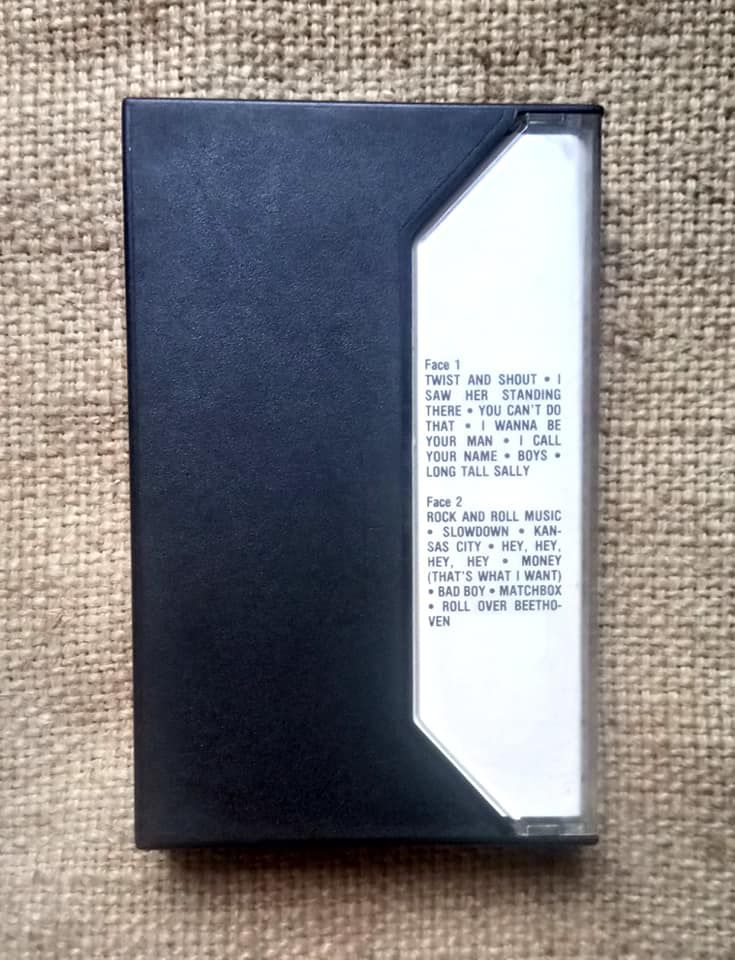 Face 1
TWIST AND SHOUT • I
SAW HER STANDING
THERE • YOU CAN'T DO
THAT • I WANNA BE
YOUR MAN • I CALL
YOUR NAME • BOYS •
LONG TALL SALLY
Face 2
ROCK AND ROLL MUSIC
• SLOWDOWN • KAN-
SAS CITY • HEY, HEY,
HEY, HEY • MONEY
(THAT'S WHAT I WANT)
• BAD BOY • MATCHBOX
• ROLL OVER BEETHO-
VEN